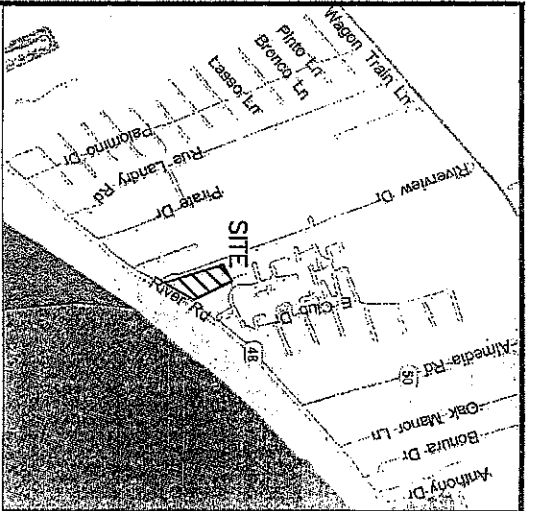 Wagon Train Ln
Pinto Ln
Bronco Ln
Lasso Ln
Palomino Dr
Rue Landry Rd
Pirate Dr
Riverview Dr
SITE
River Rd
E Club D
48
Almedia Rd
50
Oak Manor Ln
Bonura Dr
Anthony Dr